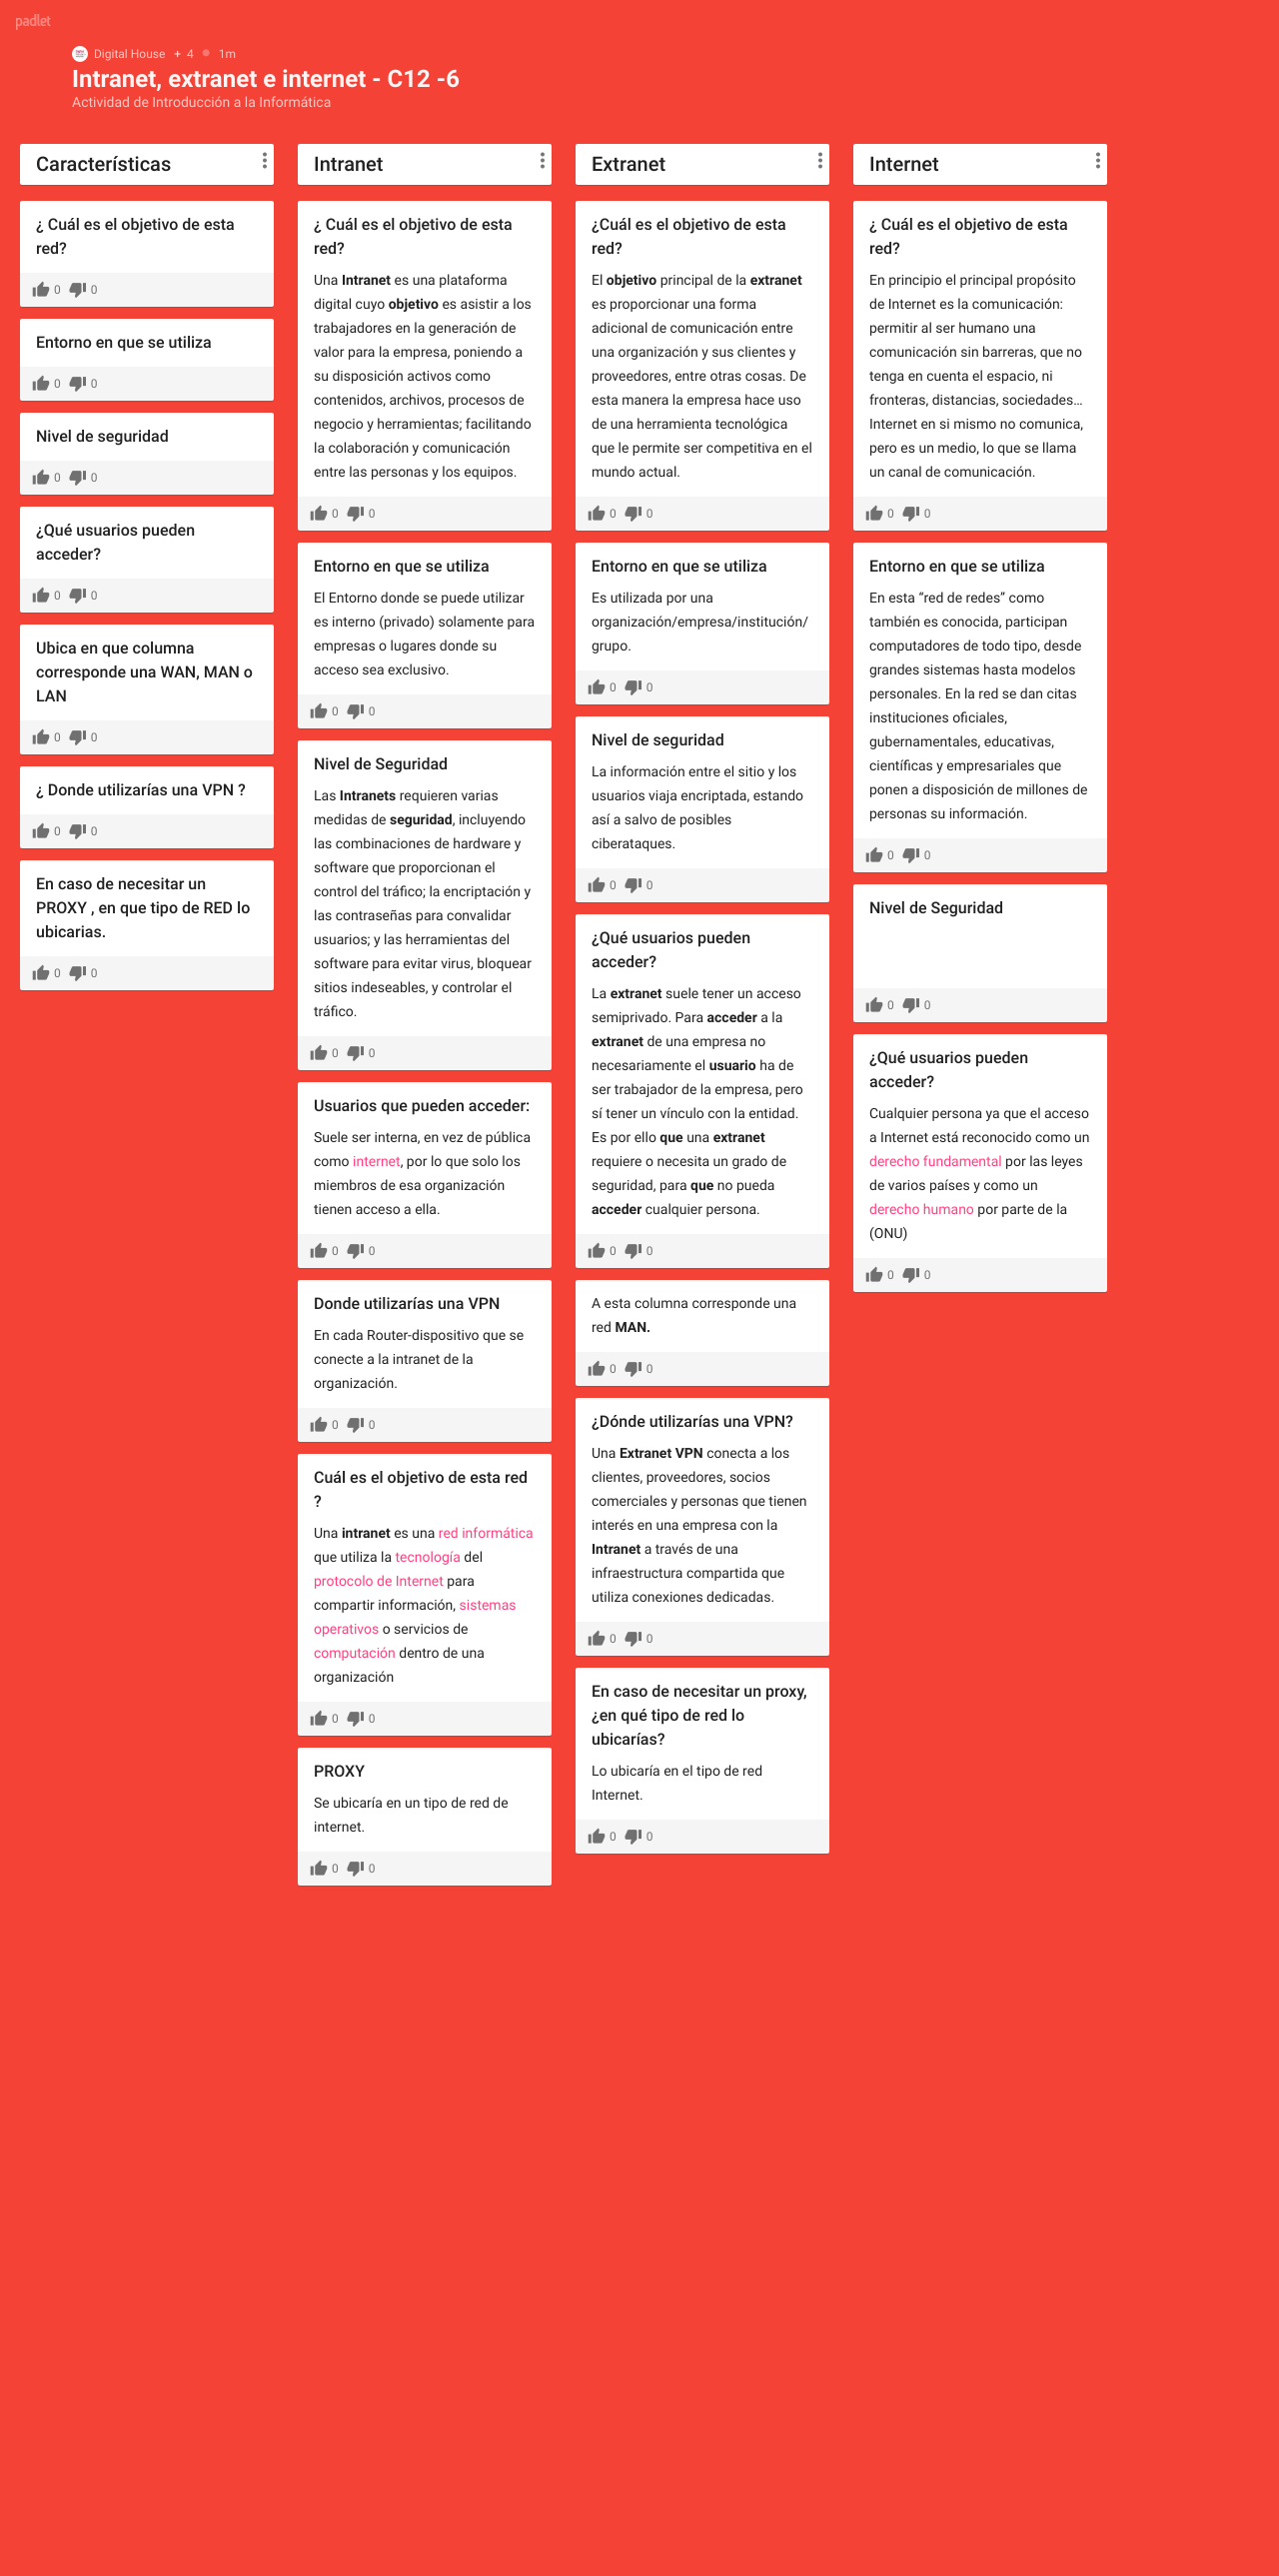 padlet
Digital House + 4 1m
Intranet, extranet e internet - C12 -6
Actividad de Introducción a la Informática
Características
¿ Cuál es el objetivo de esta
red?
0 0
Entorno en que se utiliza
0 0
Nivel de seguridad
0 0
¿Qué usuarios pueden
acceder?
0 0
Ubica en que columna
corresponde una WAN, MAN o
LAN
0 0
¿ Donde utilizarías una VPN ?
0 0
En caso de necesitar un
PROXY , en que tipo de RED lo
ubicarias.
0 0
Intranet
¿ Cuál es el objetivo de esta
red?
Una Intranet es una plataforma
digital cuyo objetivo es asistir a los
trabajadores en la generación de
valor para la empresa, poniendo a
su disposición activos como
contenidos, archivos, procesos de
negocio y herramientas; facilitando
la colaboración y comunicación
entre las personas y los equipos.
0 0
Entorno en que se utiliza
El Entorno donde se puede utilizar
es interno (privado) solamente para
empresas o lugares donde su
acceso sea exclusivo.
0 0
Nivel de Seguridad
Las Intranets requieren varias
medidas de seguridad, incluyendo
las combinaciones de hardware y
software que proporcionan el
control del tráfico; la encriptación y
las contraseñas para convalidar
usuarios; y las herramientas del
software para evitar virus, bloquear
sitios indeseables, y controlar el
tráfico.
0 0
Usuarios que pueden acceder:
Suele ser interna, en vez de pública
como internet, por lo que solo los
miembros de esa organización
tienen acceso a ella.
0 0
Donde utilizarías una VPN
En cada Router-dispositivo que se
conecte a la intranet de la
organización.
0 0
Cuál es el objetivo de esta red
?
Una intranet es una red informática
que utiliza la tecnología del
protocolo de Internet para
compartir información, sistemas
operativos o servicios de
computación dentro de una
organización
0 0
PROXY
Se ubicaría en un tipo de red de
internet.
0 0
Extranet
¿Cuál es el objetivo de esta
red?
El objetivo principal de la extranet
es proporcionar una forma
adicional de comunicación entre
una organización y sus clientes y
proveedores, entre otras cosas. De
esta manera la empresa hace uso
de una herramienta tecnológica
que le permite ser competitiva en el
mundo actual.
0 0
Entorno en que se utiliza
Es utilizada por una
organización/empresa/institución/
grupo.
0 0
Nivel de seguridad
La información entre el sitio y los
usuarios viaja encriptada, estando
así a salvo de posibles
ciberataques.
0 0
¿Qué usuarios pueden
acceder?
La extranet suele tener un acceso
semiprivado. Para acceder a la
extranet de una empresa no
necesariamente el usuario ha de
ser trabajador de la empresa, pero
sí tener un vínculo con la entidad.
Es por ello que una extranet
requiere o necesita un grado de
seguridad, para que no pueda
acceder cualquier persona.
0 0
A esta columna corresponde una
red MAN.
0 0
¿Dónde utilizarías una VPN?
Una Extranet VPN conecta a los
clientes, proveedores, socios
comerciales y personas que tienen
interés en una empresa con la
Intranet a través de una
infraestructura compartida que
utiliza conexiones dedicadas.
0 0
En caso de necesitar un proxy,
¿en qué tipo de red lo
ubicarías?
Lo ubicaría en el tipo de red
Internet.
0 0
Internet
¿ Cuál es el objetivo de esta
red?
En principio el principal propósito
de Internet es la comunicación:
permitir al ser humano una
comunicación sin barreras, que no
tenga en cuenta el espacio, ni
fronteras, distancias, sociedades…
Internet en si mismo no comunica,
pero es un medio, lo que se llama
un canal de comunicación.
0 0
Entorno en que se utiliza
En esta “red de redes” como
también es conocida, participan
computadores de todo tipo, desde
grandes sistemas hasta modelos
personales. En la red se dan citas
instituciones oficiales,
gubernamentales, educativas,
científicas y empresariales que
ponen a disposición de millones de
personas su información.
0 0
Nivel de Seguridad
0 0
¿Qué usuarios pueden
acceder?
Cualquier persona ya que el acceso
a Internet está reconocido como un
derecho fundamental por las leyes
de varios países y como un
derecho humano por parte de la
(ONU)
0 0